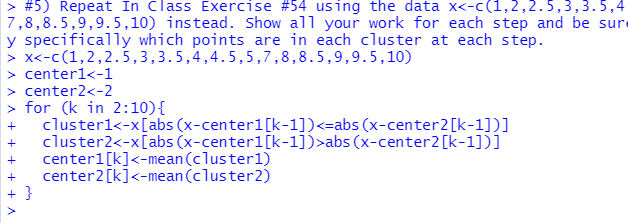 > #5) Repeat In Class Exercise #54 using the data x<-c(1,2,2.5,3,3.5,4
7,8,8.5,9,9.5,10) instead. Show all your work for each step and be sure
y specifically which points are in each cluster at each step.
> x<-c(1,2,2.5,3,3.5,4,4.5,5,7,8,8.5,9,9.5,10)
> center1<-1
> center2<-2
> for (k in 2:10){
+   cluster1<-x[abs(x-center1[k-1])<=abs(x-center2[k-1])]
+   cluster2<-x[abs(x-center1[k-1])>abs(x-center2[k-1])]
+   center1[k]<-mean(cluster1)
+   center2[k]<-mean(cluster2)
+ }
>